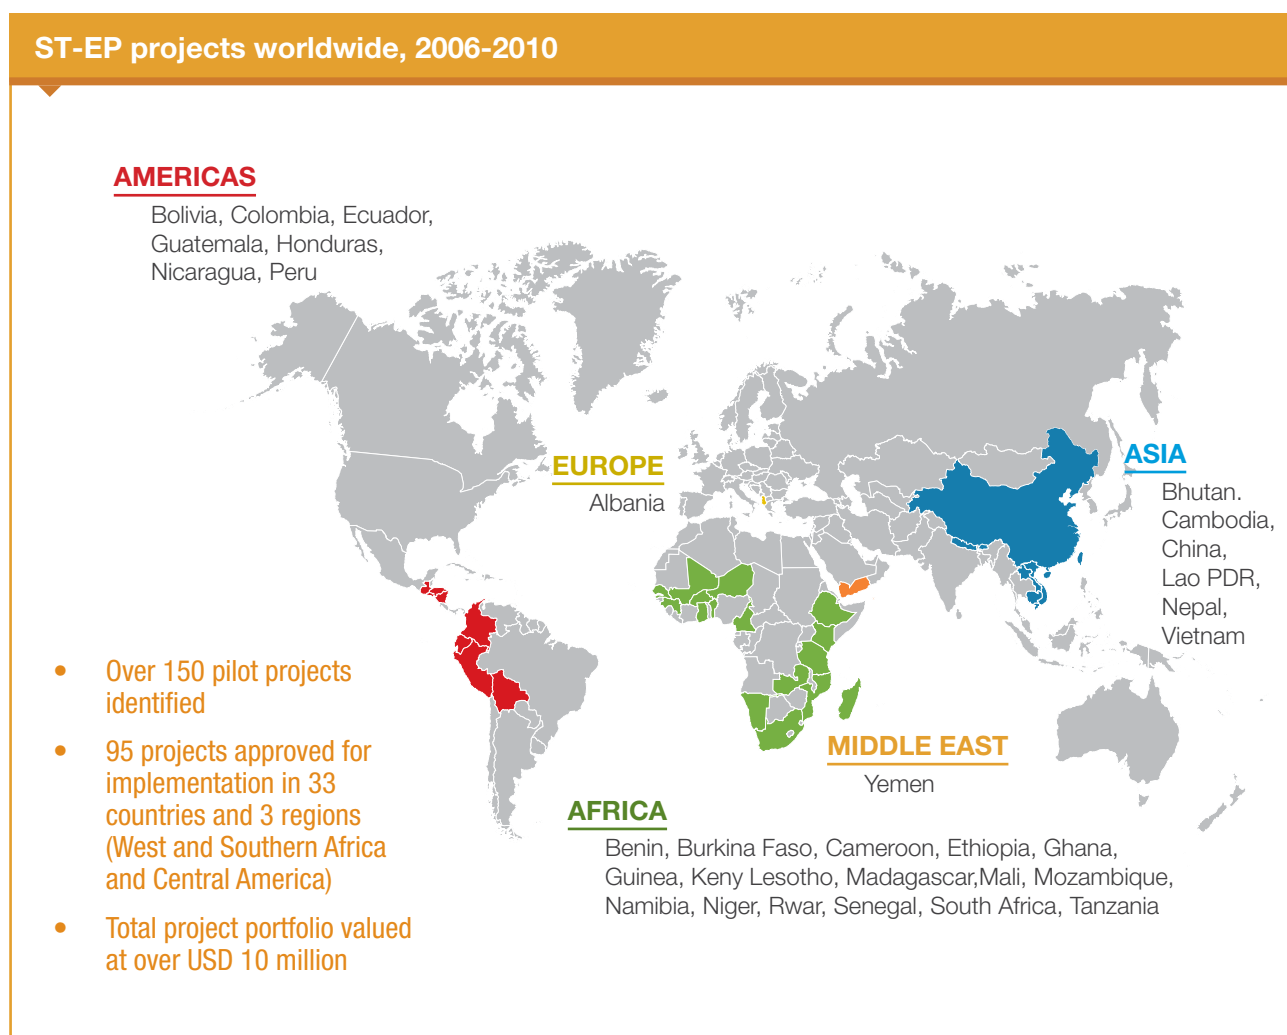 ST-EP projects worldwide, 2006-2010
AMERICAS
Bolivia, Colombia, Ecuador,
Guatemala, Honduras,
Nicaragua, Peru
EUROPE
Albania
ASIA
Bhutan.
Cambodia,
China,
Lao PDR,
Nepal,
Vietnam
MIDDLE EAST
Yemen
AFRICA
Benin, Burkina Faso, Cameroon, Ethiopia, Ghana,
Guinea, Keny Lesotho, Madagascar,Mali, Mozambique,
Namibia, Niger, Rwar, Senegal, South Africa, Tanzania
• Over 150 pilot projects
identified
• 95 projects approved for
implementation in 33
countries and 3 regions
(West and Southern Africa
and Central America)
• Total project portfolio valued
at over USD 10 million